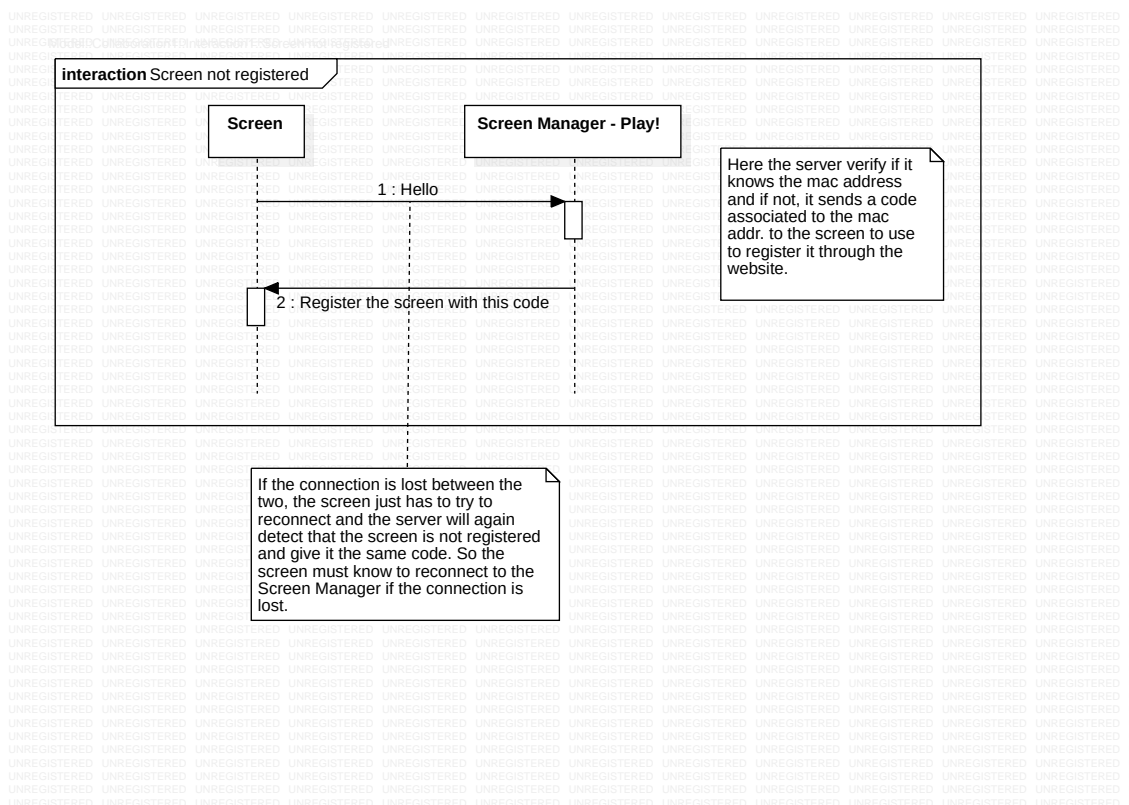 Model::Collaboration1::Interaction1::Screen not registered
interaction Screen not registered
Screen
Screen Manager - Play!
Here the server verify if it
knows the mac address
and if not, it sends a code
associated to the mac
addr. to the screen to use
to register it through the
website.
1 : Hello
2 : Register the screen with this code
If the connection is lost between the
two, the screen just has to try to
reconnect and the server will again
detect that the screen is not registered
and give it the same code. So the
screen must know to reconnect to the
Screen Manager if the connection is
lost.
UNREGISTERED